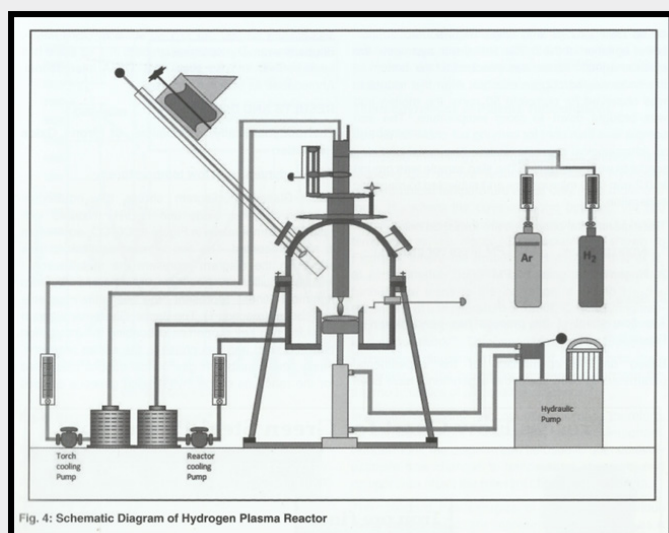 Ar
H2
Hydraulic
Pump
Torch
cooling
Pump
Reactor
cooling
Pump
Fig. 4: Schematic Diagram of Hydrogen Plasma Reactor